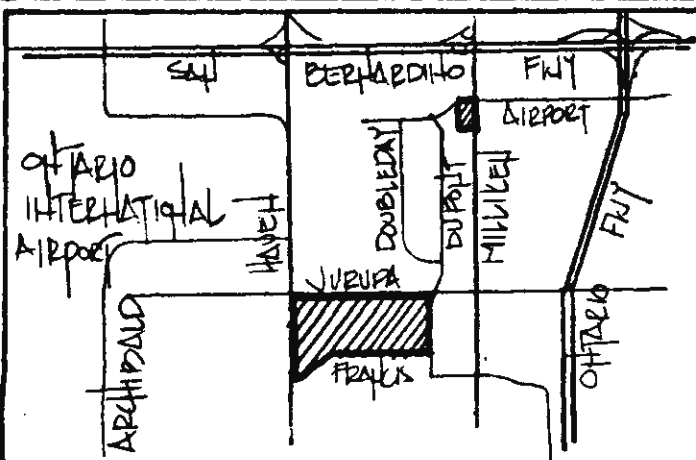 SAN BERNARDINO FWY
AIRPORT
ONTARIO
INTERNATIONAL
AIRPORT
HAVEN
DOUBLEDAY
DUPONT
MILLIKEN
FWY
JURUPA
ARCHIBALD
FRANCIS
ONTARIO